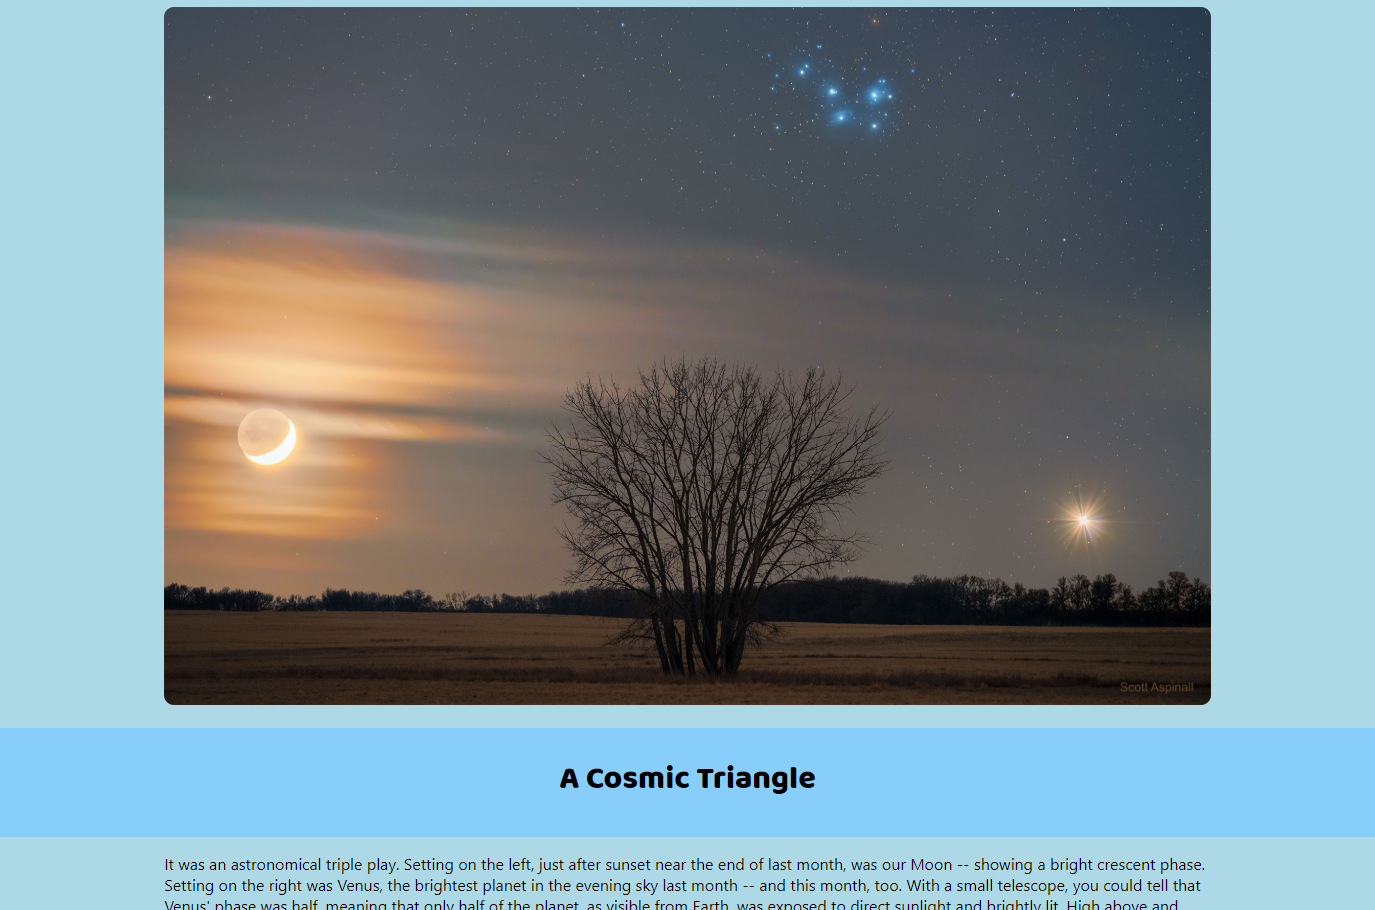 Scott Aspinall
A Cosmic Triangle
It was an astronomical triple play. Setting on the left, just after sunset near the end of last month, was our Moon -- showing a bright crescent phase.
Setting on the right was Venus, the brightest planet in the evening sky last month -- and this month, too. With a small telescope, you could tell that
Venus' phase was half, meaning that only half of the planet, as visible from Earth, was exposed to direct sunlight and brightly lit. High above and